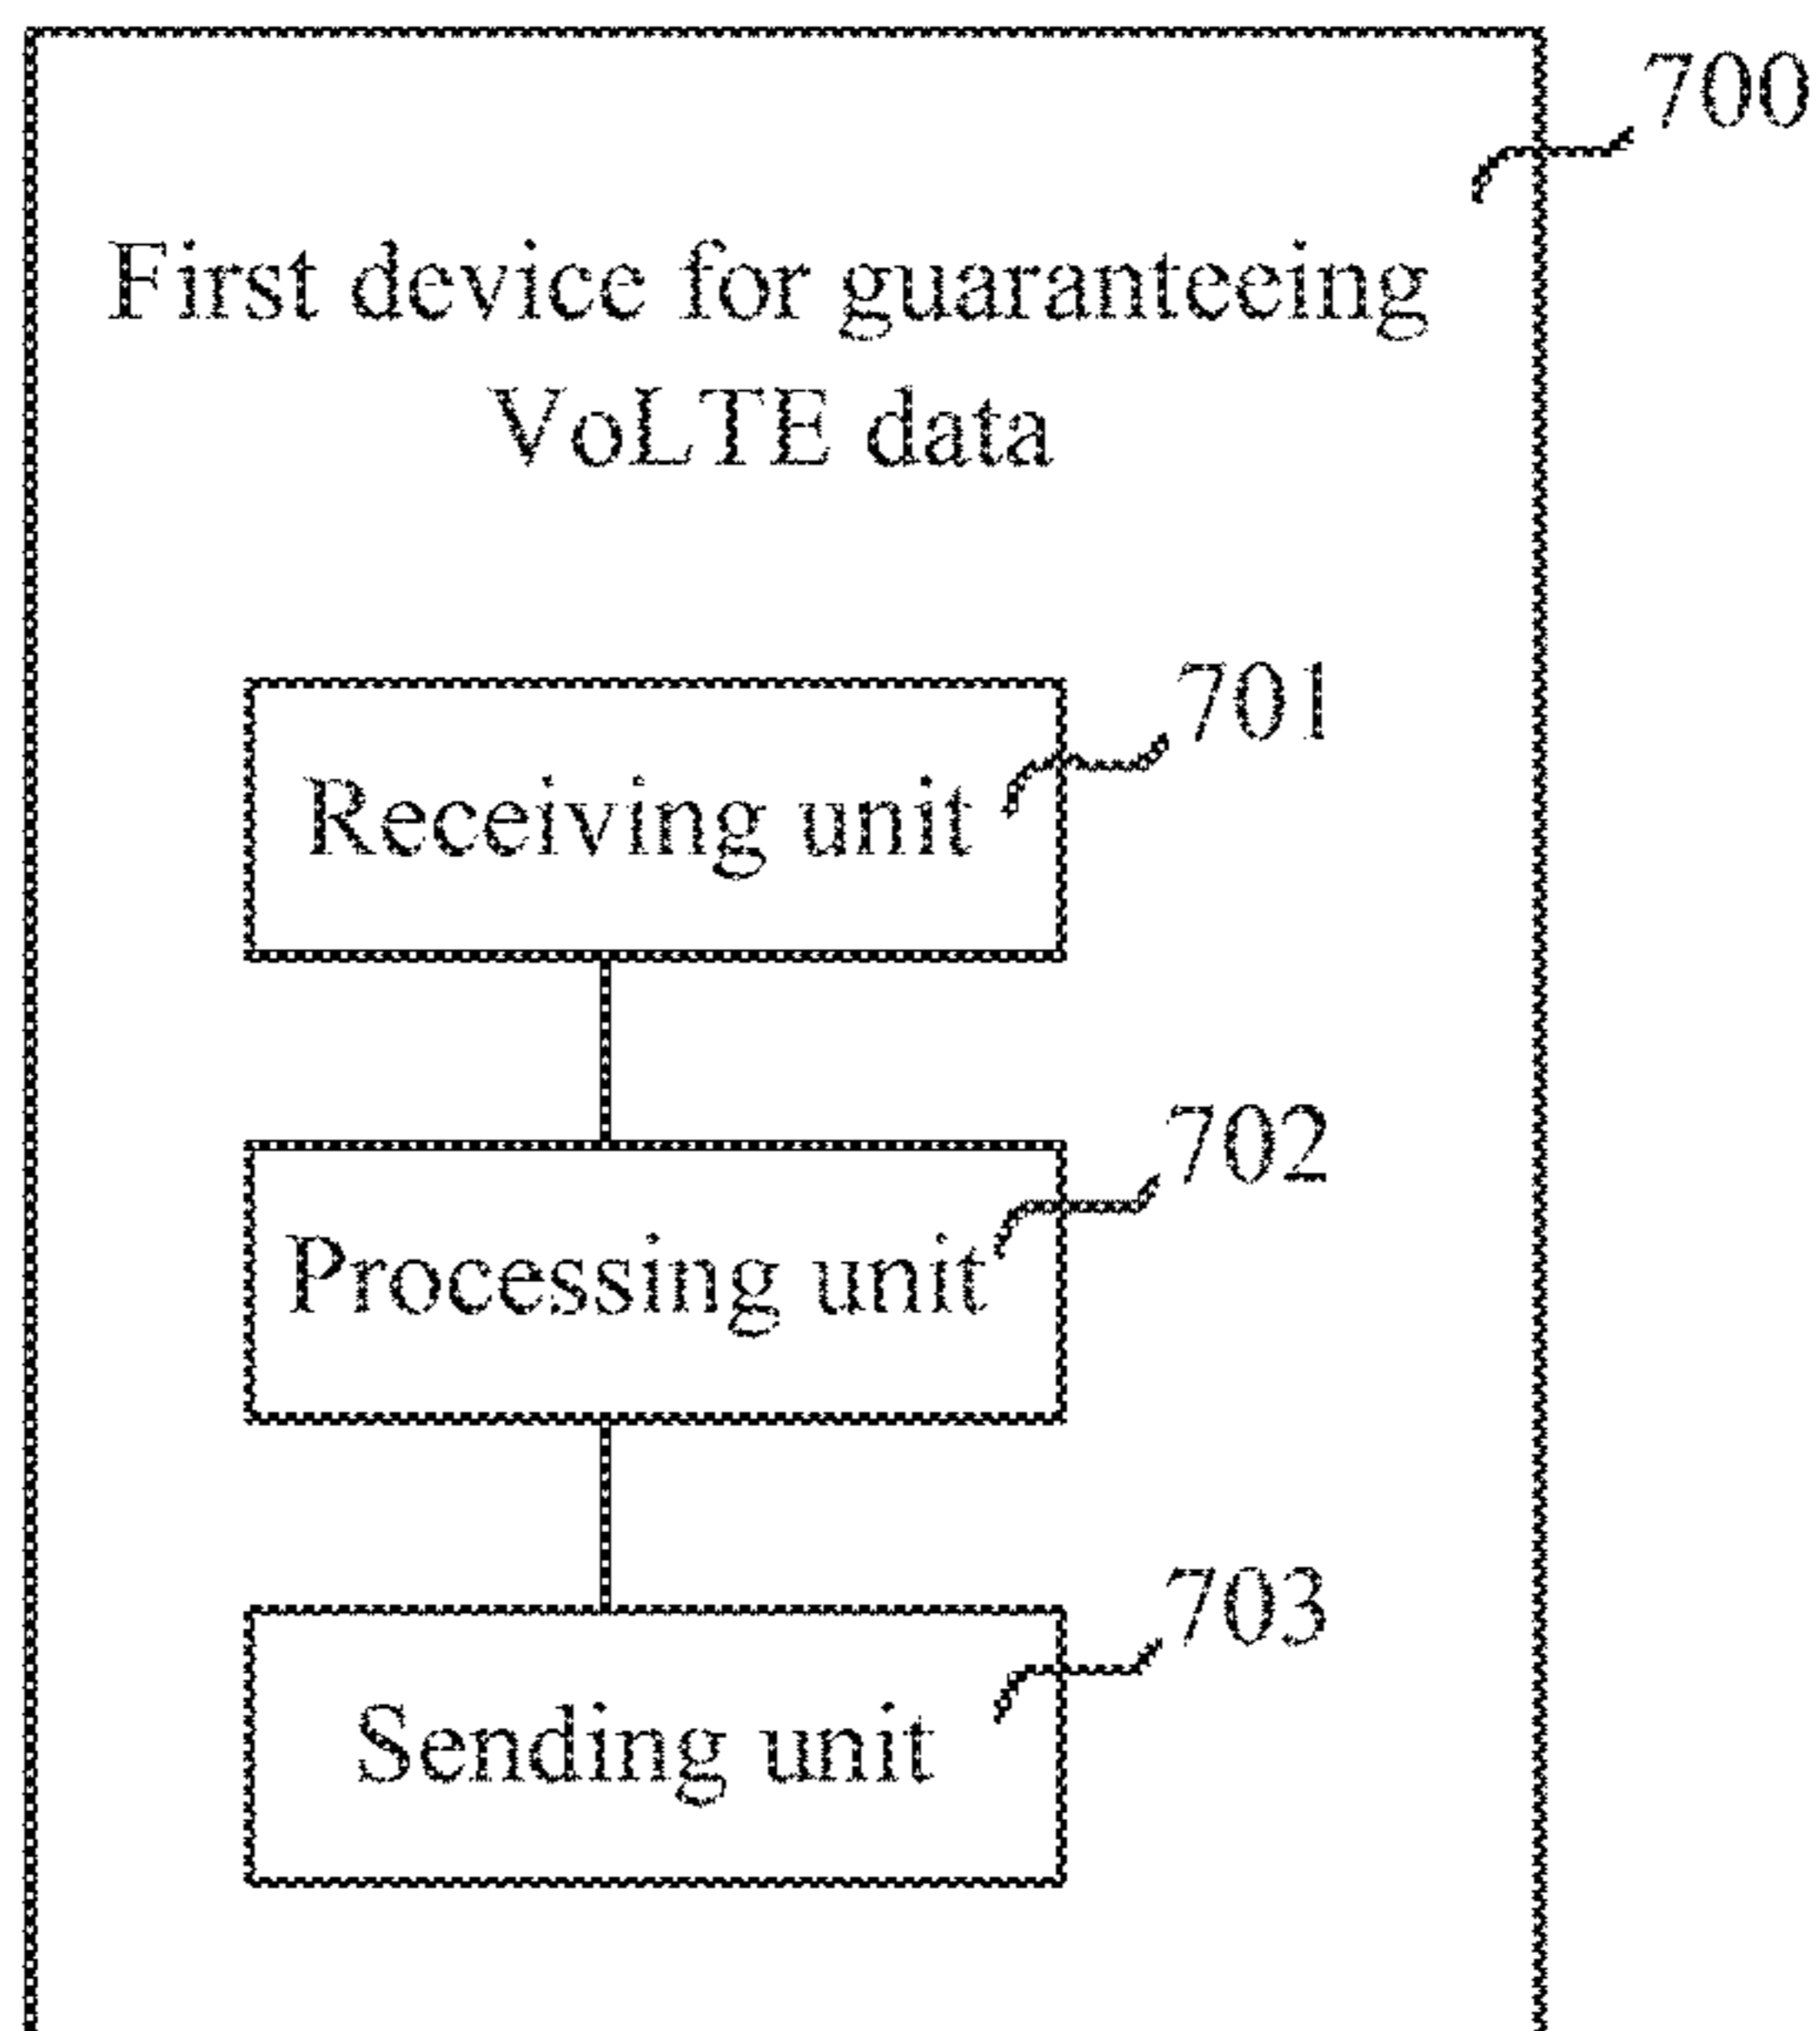 700
First device for guaranteeing
VoLTE data
701
Receiving unit
702
Processing unit
703
Sending unit